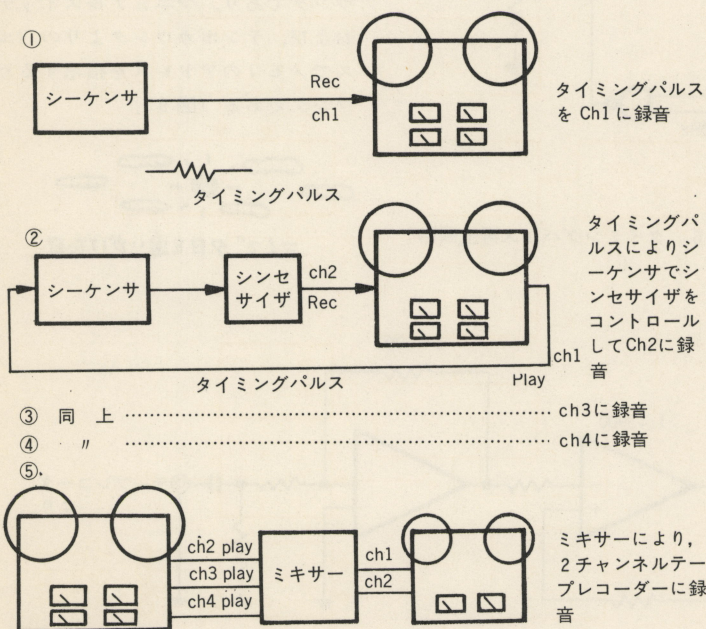 ①
シーケンサ
Rec
ch1
タイミングパルス
を Ch1 に録音
タイミングパルス
②
シーケンサ
シンセ
サイザ
ch2
Rec
タイミングパ
ルスによりシ
ーケンサでシ
ンセサイザを
コントロール
してCh2に録
音
ch1
Play
タイミングパルス
③ 同 上 ………………………………………… ch3に録音
④ 〃 ………………………………………… ch4に録音
⑤.
ch2 play
ch3 play
ch4 play
ミキサー
ch1
ch2
ミキサーにより,
2チャンネルテー
プレコーダーに録
音